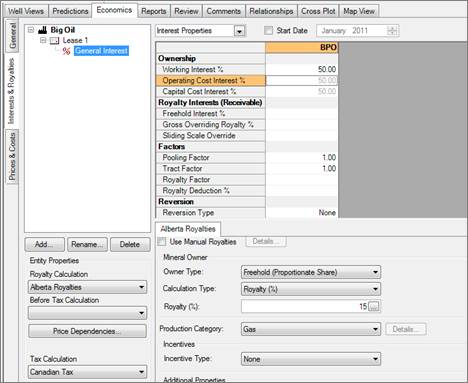 Well Views Predictions Economics Reports Review Comments Relationships Cross Plot Map View
General
Interests & Royalties
Prices & Costs
Big Oil
Lease 1
% General Interest
Add... Rename... Delete
Entity Properties
Royalty Calculation
Alberta Royalties
Before Tax Calculation
Price Dependencies...
Tax Calculation
Canadian Tax
Interest Properties Start Date January 2011
BPO
Ownership
Working Interest % 50.00
Operating Cost Interest % 50.00
Capital Cost Interest % 50.00
Royalty Interests (Receivable)
Freehold Interest %
Gross Overriding Royalty %
Sliding Scale Override
Factors
Pooling Factor 1.00
Tract Factor 1.00
Royalty Factor
Royalty Deduction %
Reversion
Reversion Type None
Alberta Royalties
Use Manual Royalties Details...
Mineral Owner
Owner Type: Freehold (Proportionate Share)
Calculation Type: Royalty (%)
Royalty (%): 15 ...
Production Category: Gas Details...
Incentives
Incentive Type: None
Additional Properties